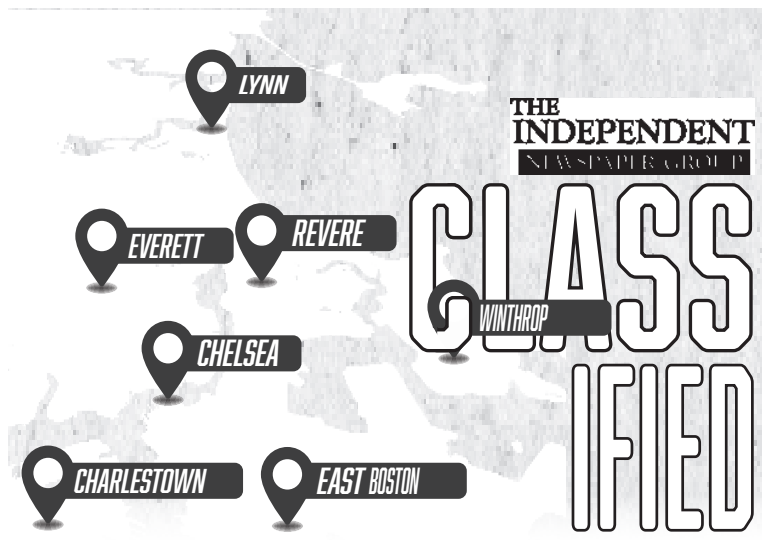 LYNN
THE
INDEPENDENT
NEWSPAPER GROUP
CLASS
IFIED
EVERETT
REVERE
WINTHROP
CHELSEA
CHARLESTOWN
EAST BOSTON